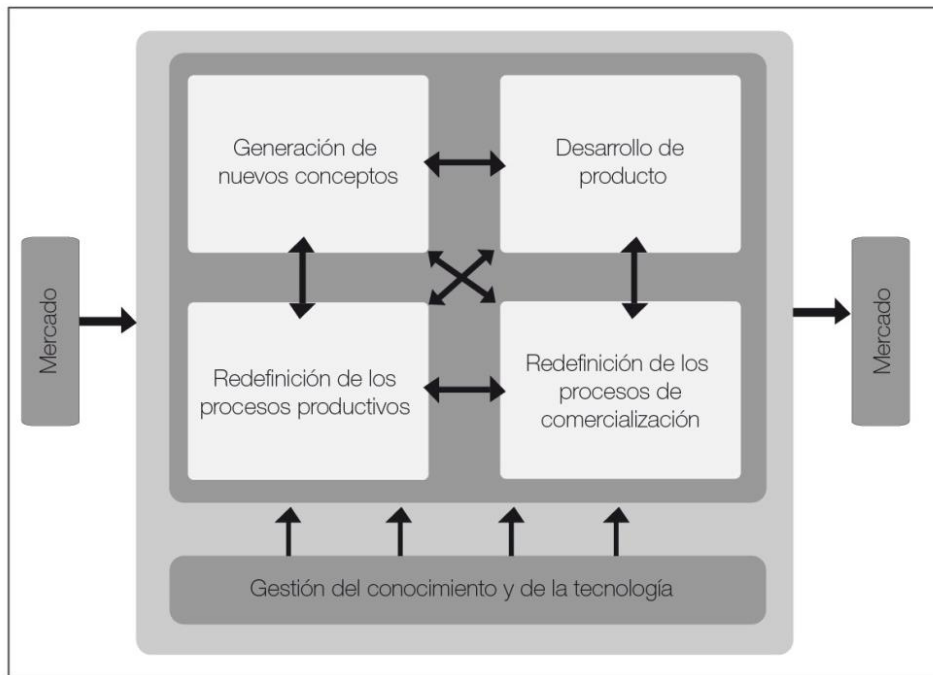 Generación de
nuevos conceptos
Desarrollo de
producto
Mercado
Mercado
Redefinición de los
procesos productivos
Redefinición de los
procesos de
comercialización
Gestión del conocimiento y de la tecnología